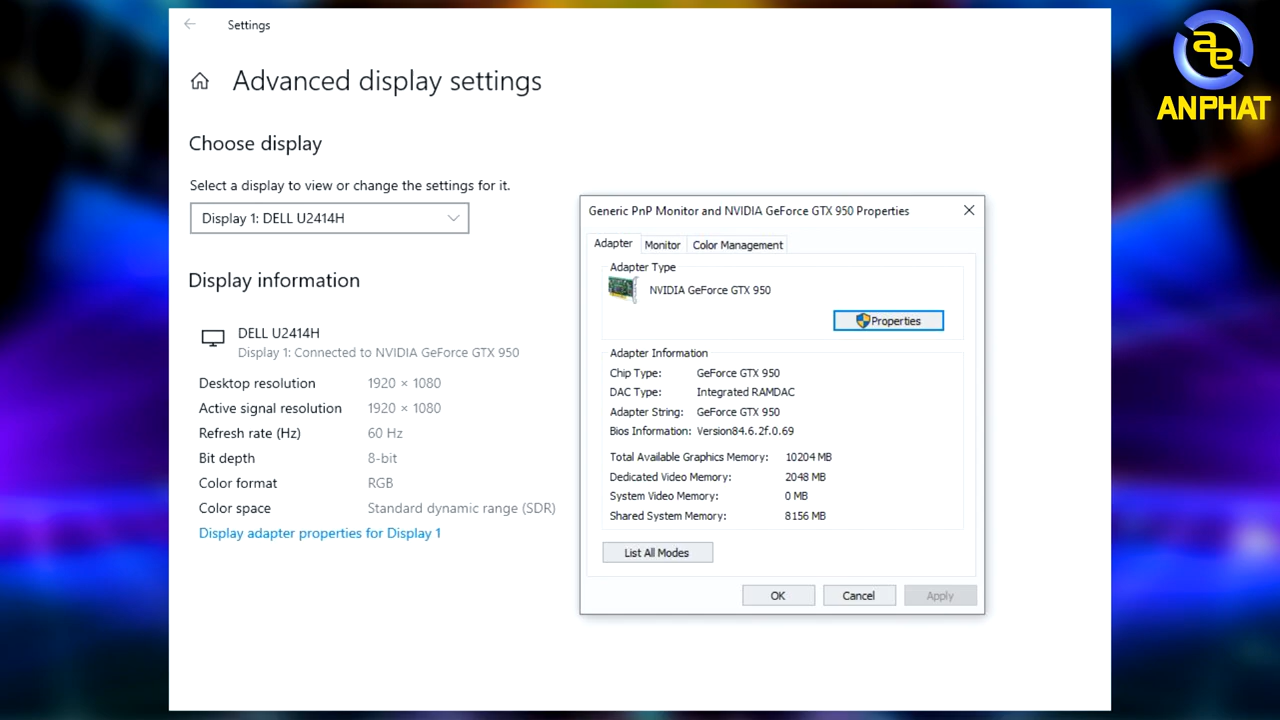 Settings
Advanced display settings
Choose display
Select a display to view or change the settings for it.
Display 1: DELL U2414H
Display information
DELL U2414H
Display 1: Connected to NVIDIA GeForce GTX 950
Desktop resolution 1920 × 1080
Active signal resolution 1920 × 1080
Refresh rate (Hz) 60 Hz
Bit depth 8-bit
Color format RGB
Color space Standard dynamic range (SDR)
Display adapter properties for Display 1
Generic PnP Monitor and NVIDIA GeForce GTX 950 Properties
Adapter Monitor Color Management
Adapter Type
NVIDIA GeForce GTX 950
Properties
Adapter Information
Chip Type: GeForce GTX 950
DAC Type: Integrated RAMDAC
Adapter String: GeForce GTX 950
Bios Information: Version84.6.2f.0.69
Total Available Graphics Memory: 10204 MB
Dedicated Video Memory: 2048 MB
System Video Memory: 0 MB
Shared System Memory: 8156 MB
List All Modes
OK Cancel Apply
ae
ANPHAT